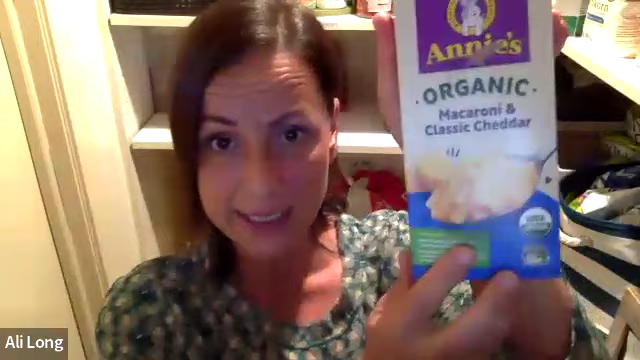 Annie's
ORGANIC
Macaroni &
Classic Cheddar
Ali Long